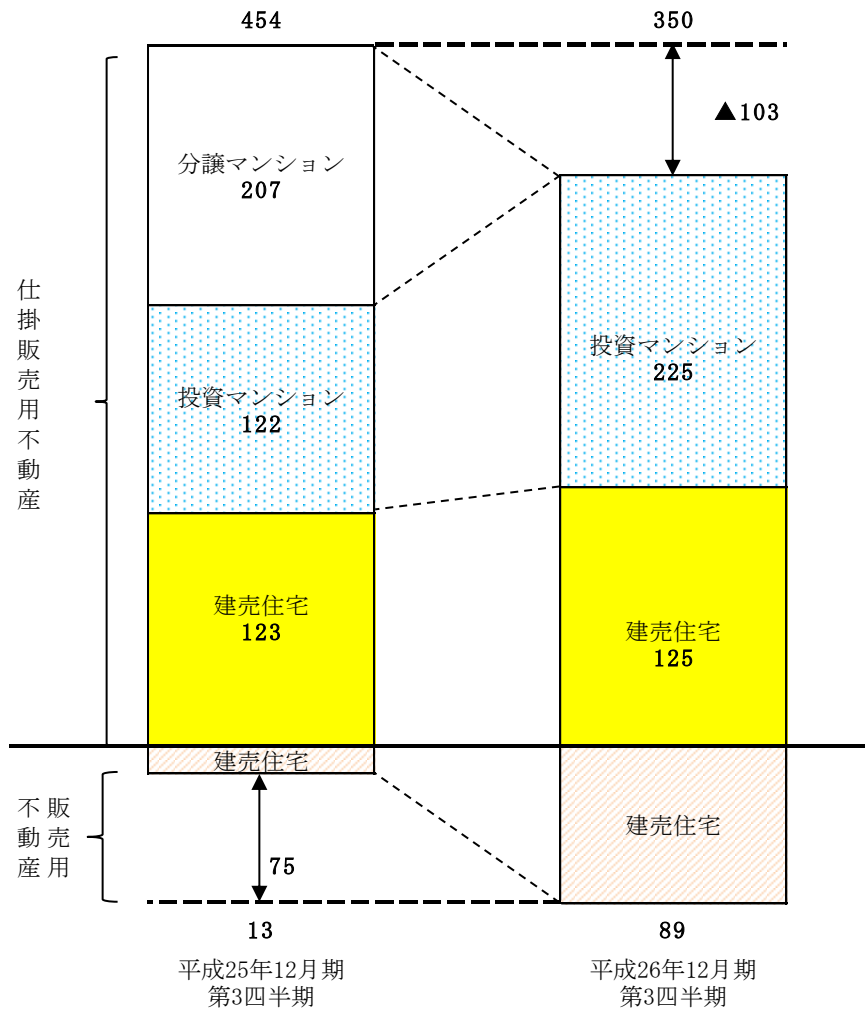 454
350
▲103
分譲マンション
207
仕掛販売用不動産
投資マンション
122
投資マンション
225
建売住宅
123
建売住宅
125
建売住宅
建売住宅
販売用
不動産
75
13
89
平成25年12月期
第3四半期
平成26年12月期
第3四半期